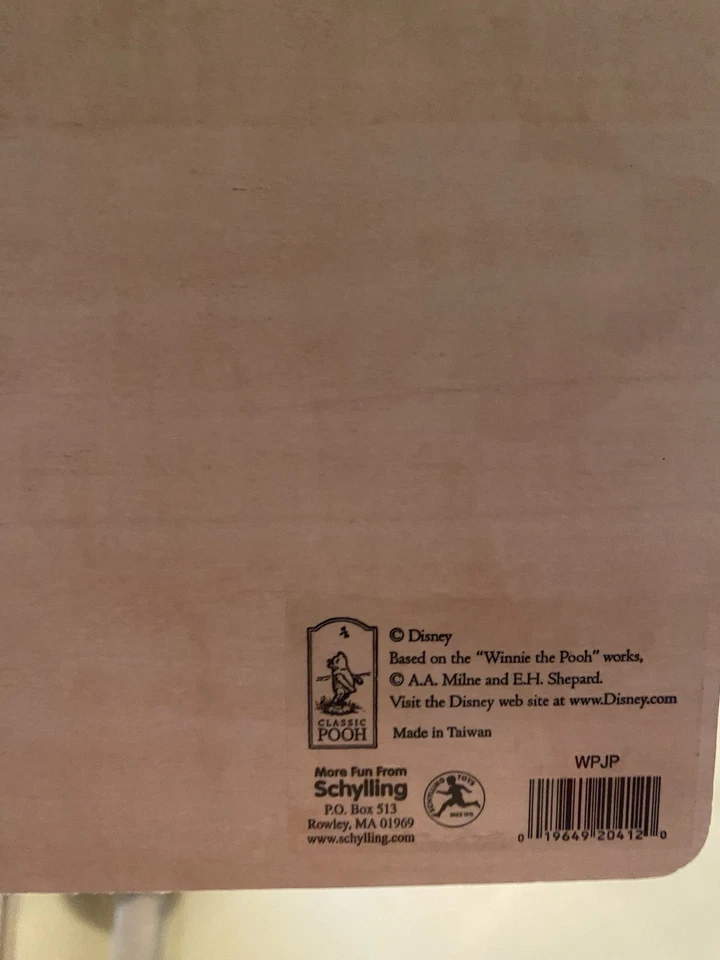 © Disney
Based on the "Winnie the Pooh" works,
© A.A. Milne and E.H. Shepard.
Visit the Disney web site at www.Disney.com
CLASSIC
POOH
Made in Taiwan
More Fun From
Schylling
P.O. Box 513
Rowley, MA 01969
www.schylling.com
SCHYLLING TOYS
WPJP
0 19649 20412 0